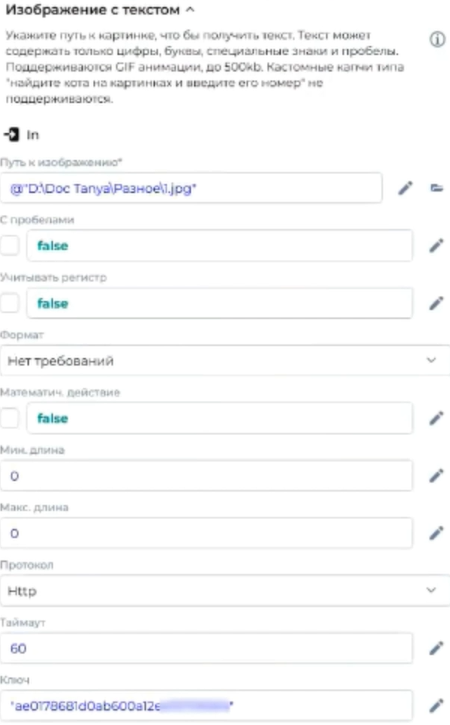 Изображение с текстом
Укажите путь к картинке, что бы получить текст. Текст может
содержать только цифры, буквы, специальные знаки и пробелы.
Поддерживаются GIF анимации, до 500kb. Кастомные капчи типа
"найдите кота на картинках и введите его номер" не
поддерживаются.
In
Путь к изображению*
@"D:\Doc Tanya\Разное\1.jpg"
С пробелами
false
Учитывать регистр
false
Формат
Нет требований
Математич. действие
false
Мин. длина
0
Макс. длина
0
Протокол
Http
Таймаут
60
Ключ
"ae0178681d0ab600a12e